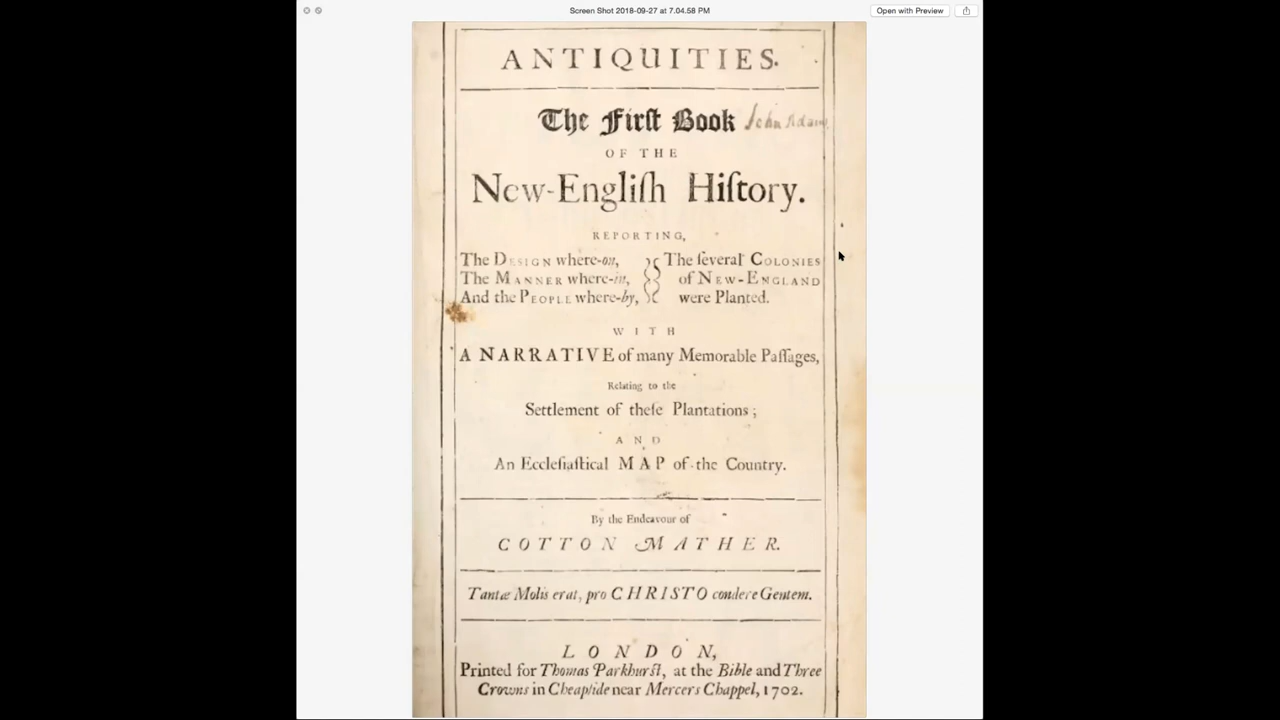 Screen Shot 2018-09-27 at 7.04.58 PM
Open with Preview
ANTIQUITIES.
The Firſt Book John Adams
OF THE
New-Engliſh Hiſtory.
REPORTING,
The DESIGN where-on,
The MANNER where-in,
And the PEOPLE where-by,
The ſeveral COLONIES
of NEW-ENGLAND
were Planted.
WITH
A NARRATIVE of many Memorable Paſſages,
Relating to the
Settlement of theſe Plantations;
AND
An Eccleſiaſtical MAP of the Country.
By the Endeavour of
COTTON MATHER.
Tantæ Molis erat, pro CHRISTO condere Gentem.
LONDON,
Printed for Thomas Parkhurſt, at the Bible and Three
Crowns in Cheapſide near Mercers Chappel, 1702.